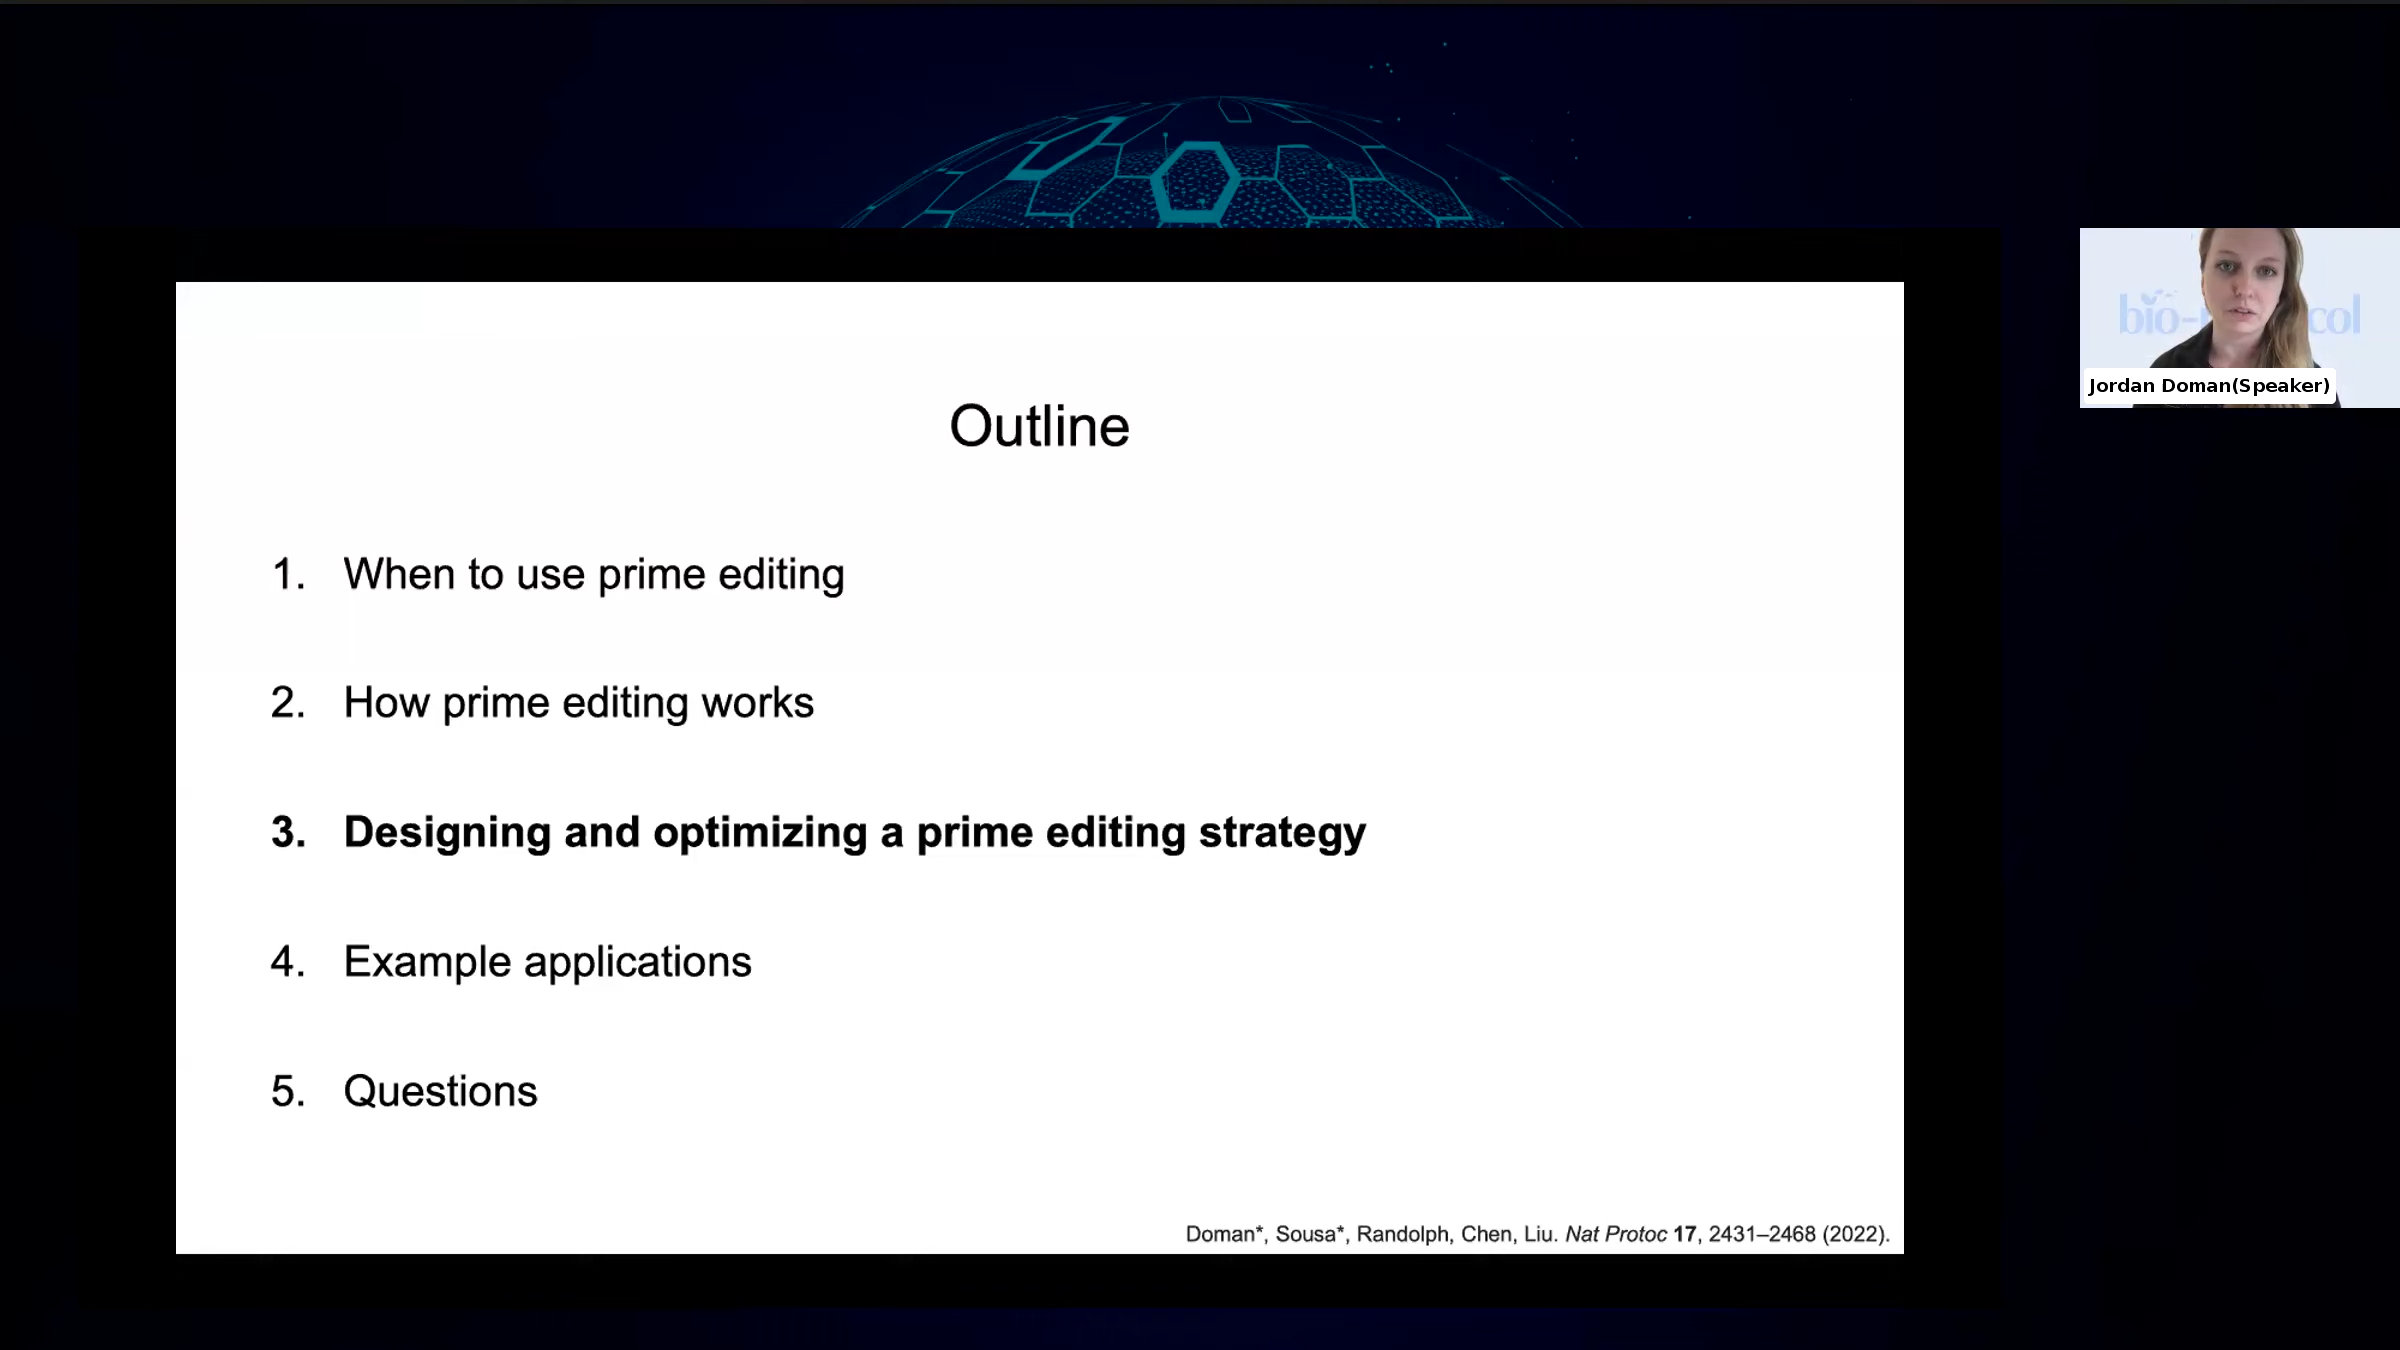 Outline
1. When to use prime editing
2. How prime editing works
3. Designing and optimizing a prime editing strategy
4. Example applications
5. Questions
Doman*, Sousa*, Randolph, Chen, Liu. Nat Protoc 17, 2431–2468 (2022).
bio- col
Jordan Doman(Speaker)